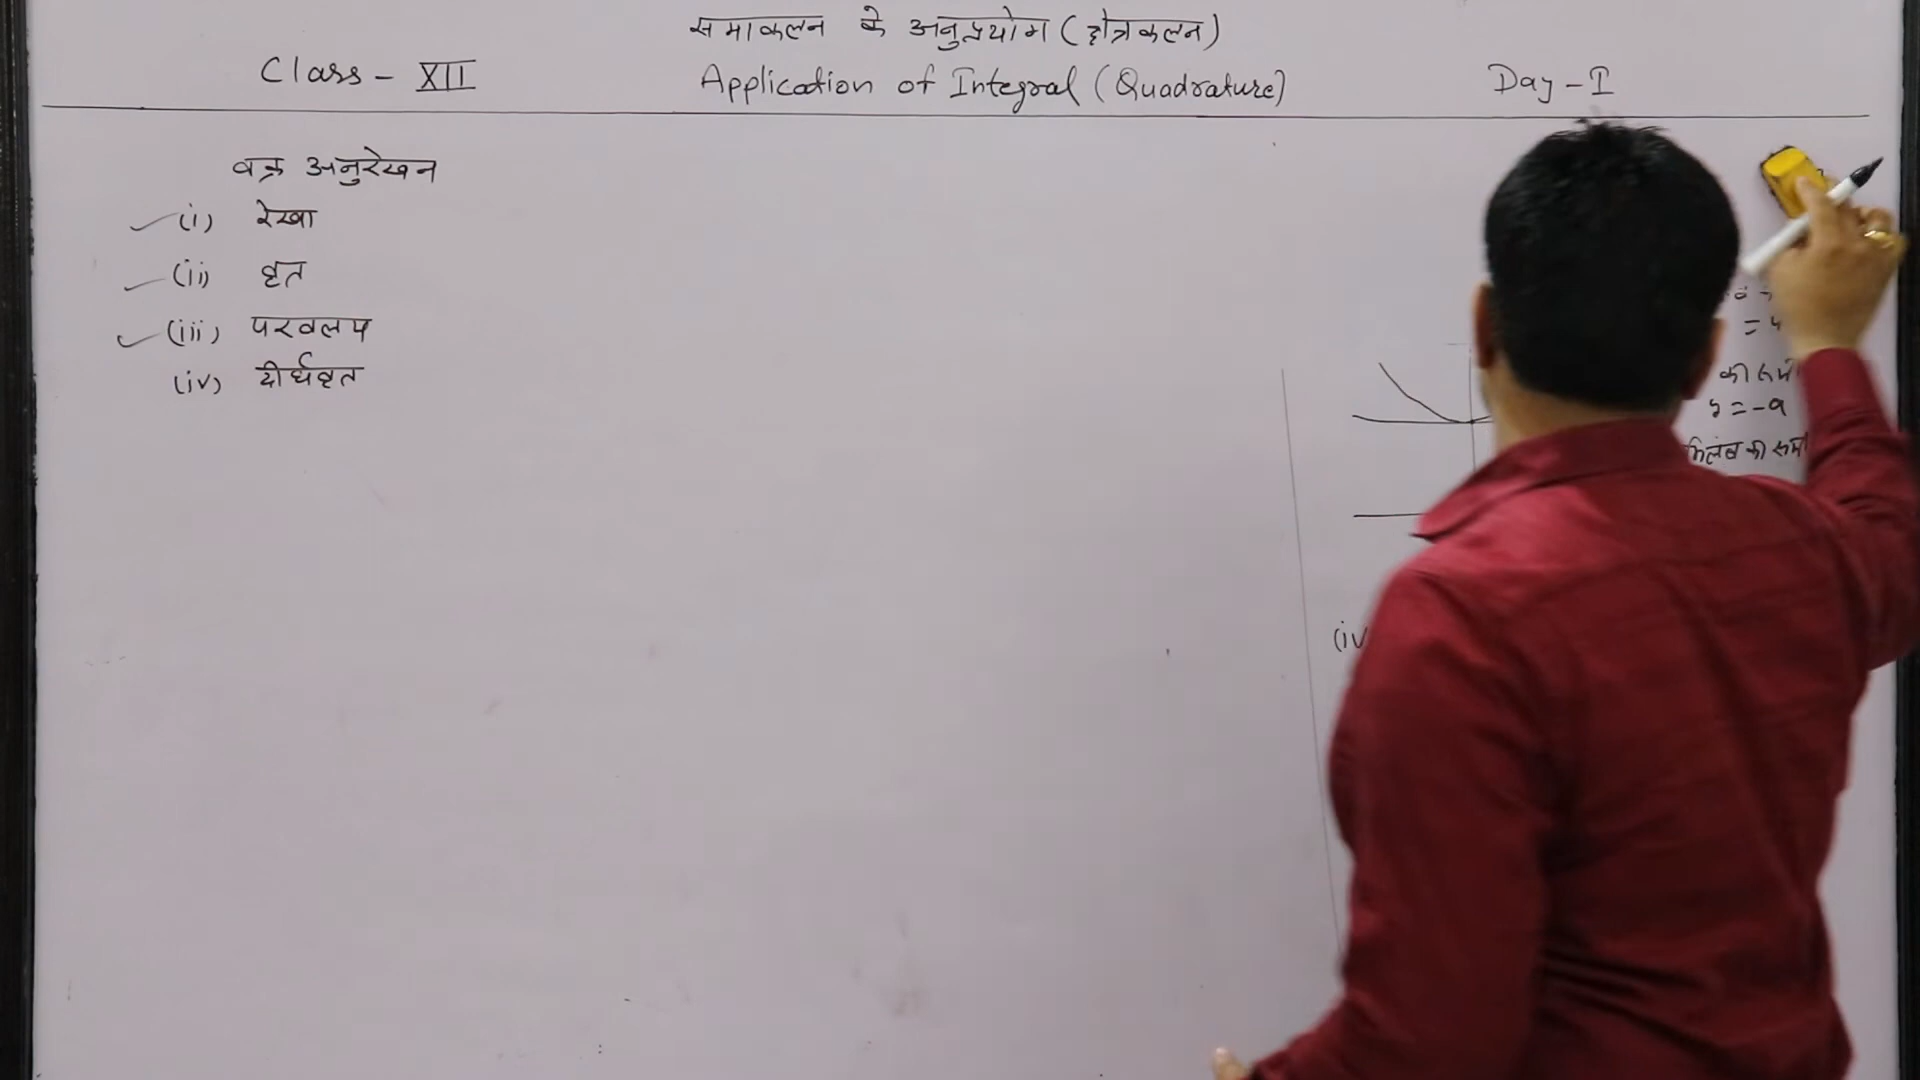 समाकलन के अनुप्रयोग (क्षेत्रकलन)
Class - XII
Application of Integral (Quadrature)
Day - I
वक्र अनुरेखन
(i) रेखा
(ii) वृत
(iii) परवलय
(iv) दीर्घवृत
की
y = -a
की
(iv